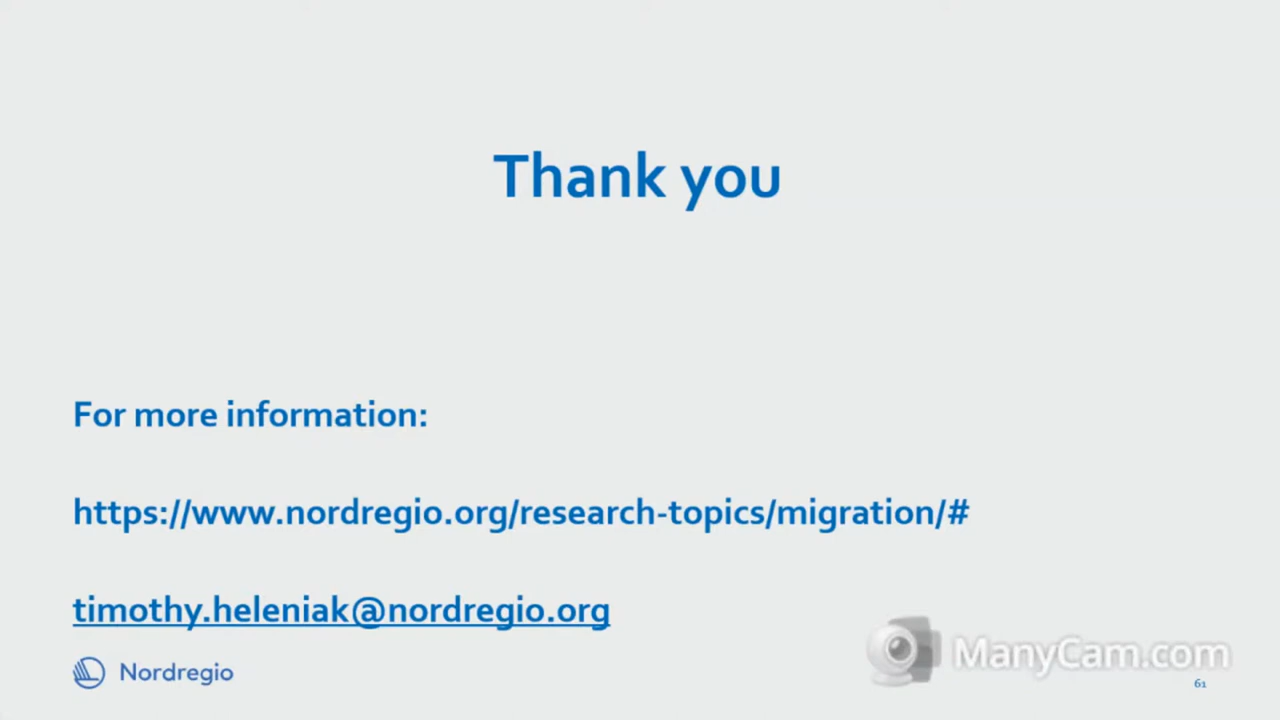 Thank you
For more information:
https://www.nordregio.org/research-topics/migration/#
timothy.heleniak@nordregio.org
Nordregio
ManyCam.com
61